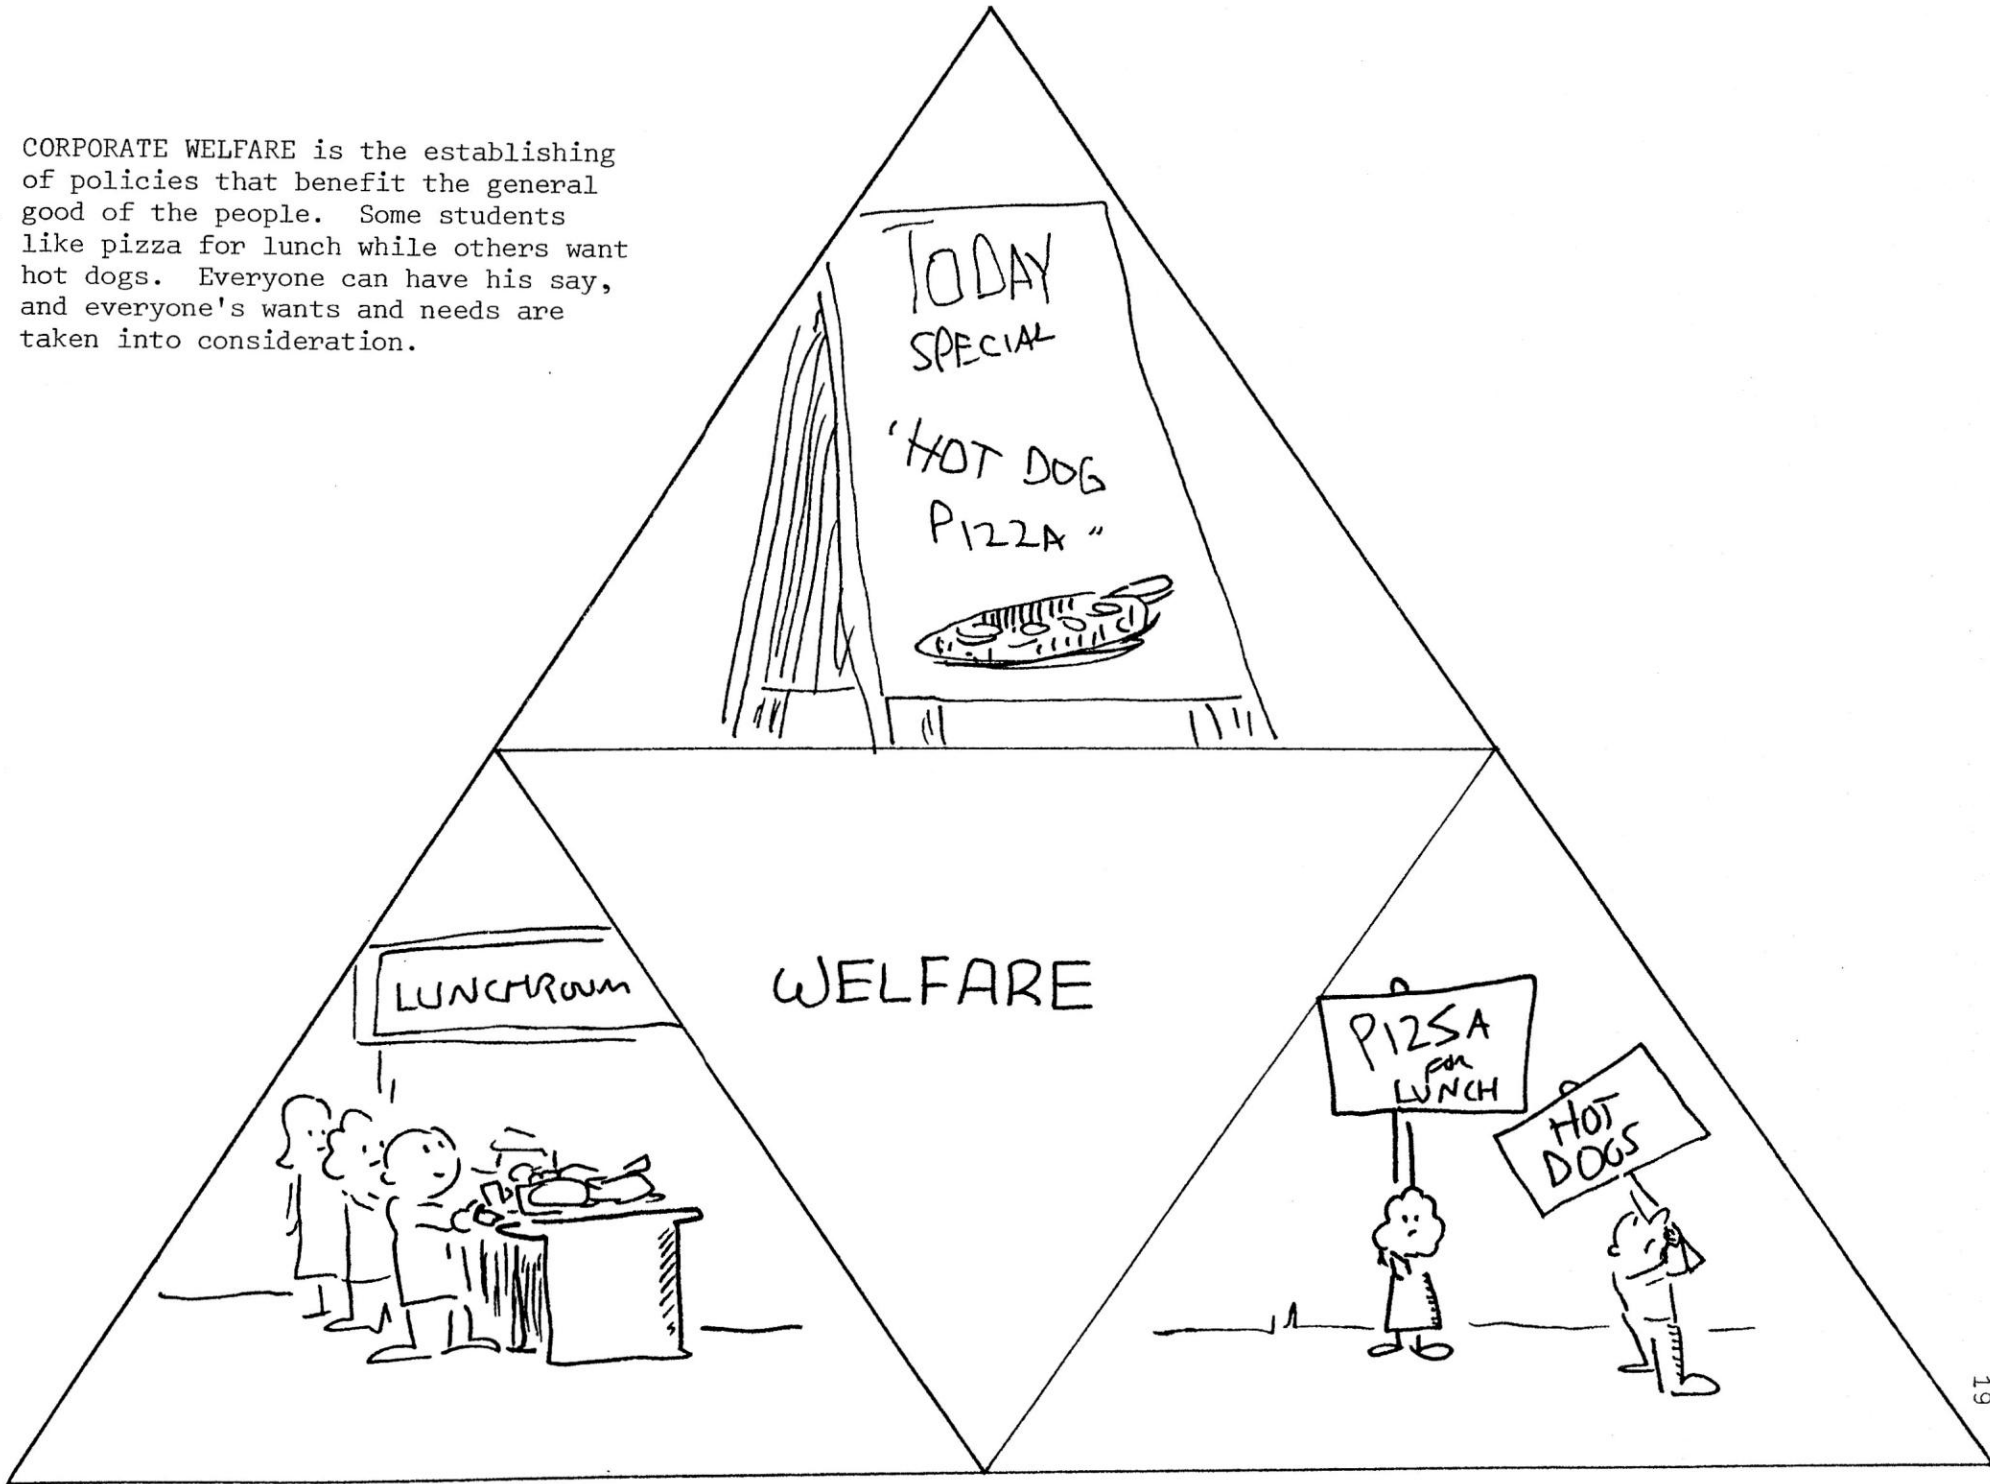 CORPORATE WELFARE is the establishing
of policies that benefit the general
good of the people. Some students
like pizza for lunch while others want
hot dogs. Everyone can have his say,
and everyone's wants and needs are
taken into consideration.
TODAY
SPECIAL
"HOT DOG
PIZZA"
LUNCHROOM
WELFARE
PIZSA
FOR
LUNCH
HOT
DOGS
19